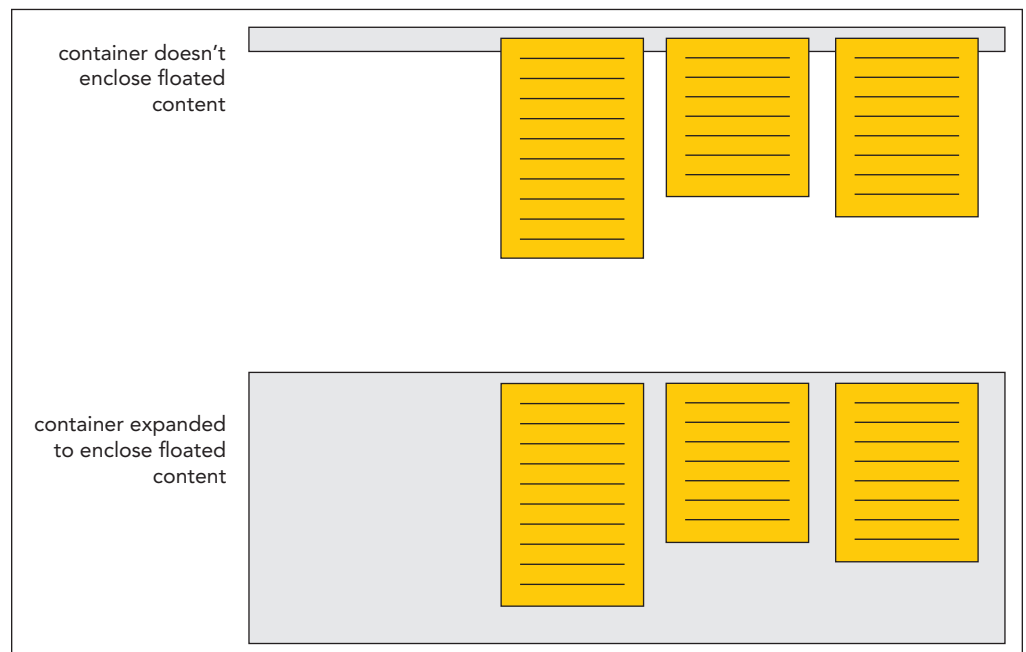 container doesn't
enclose floated
content
container expanded
to enclose floated
content